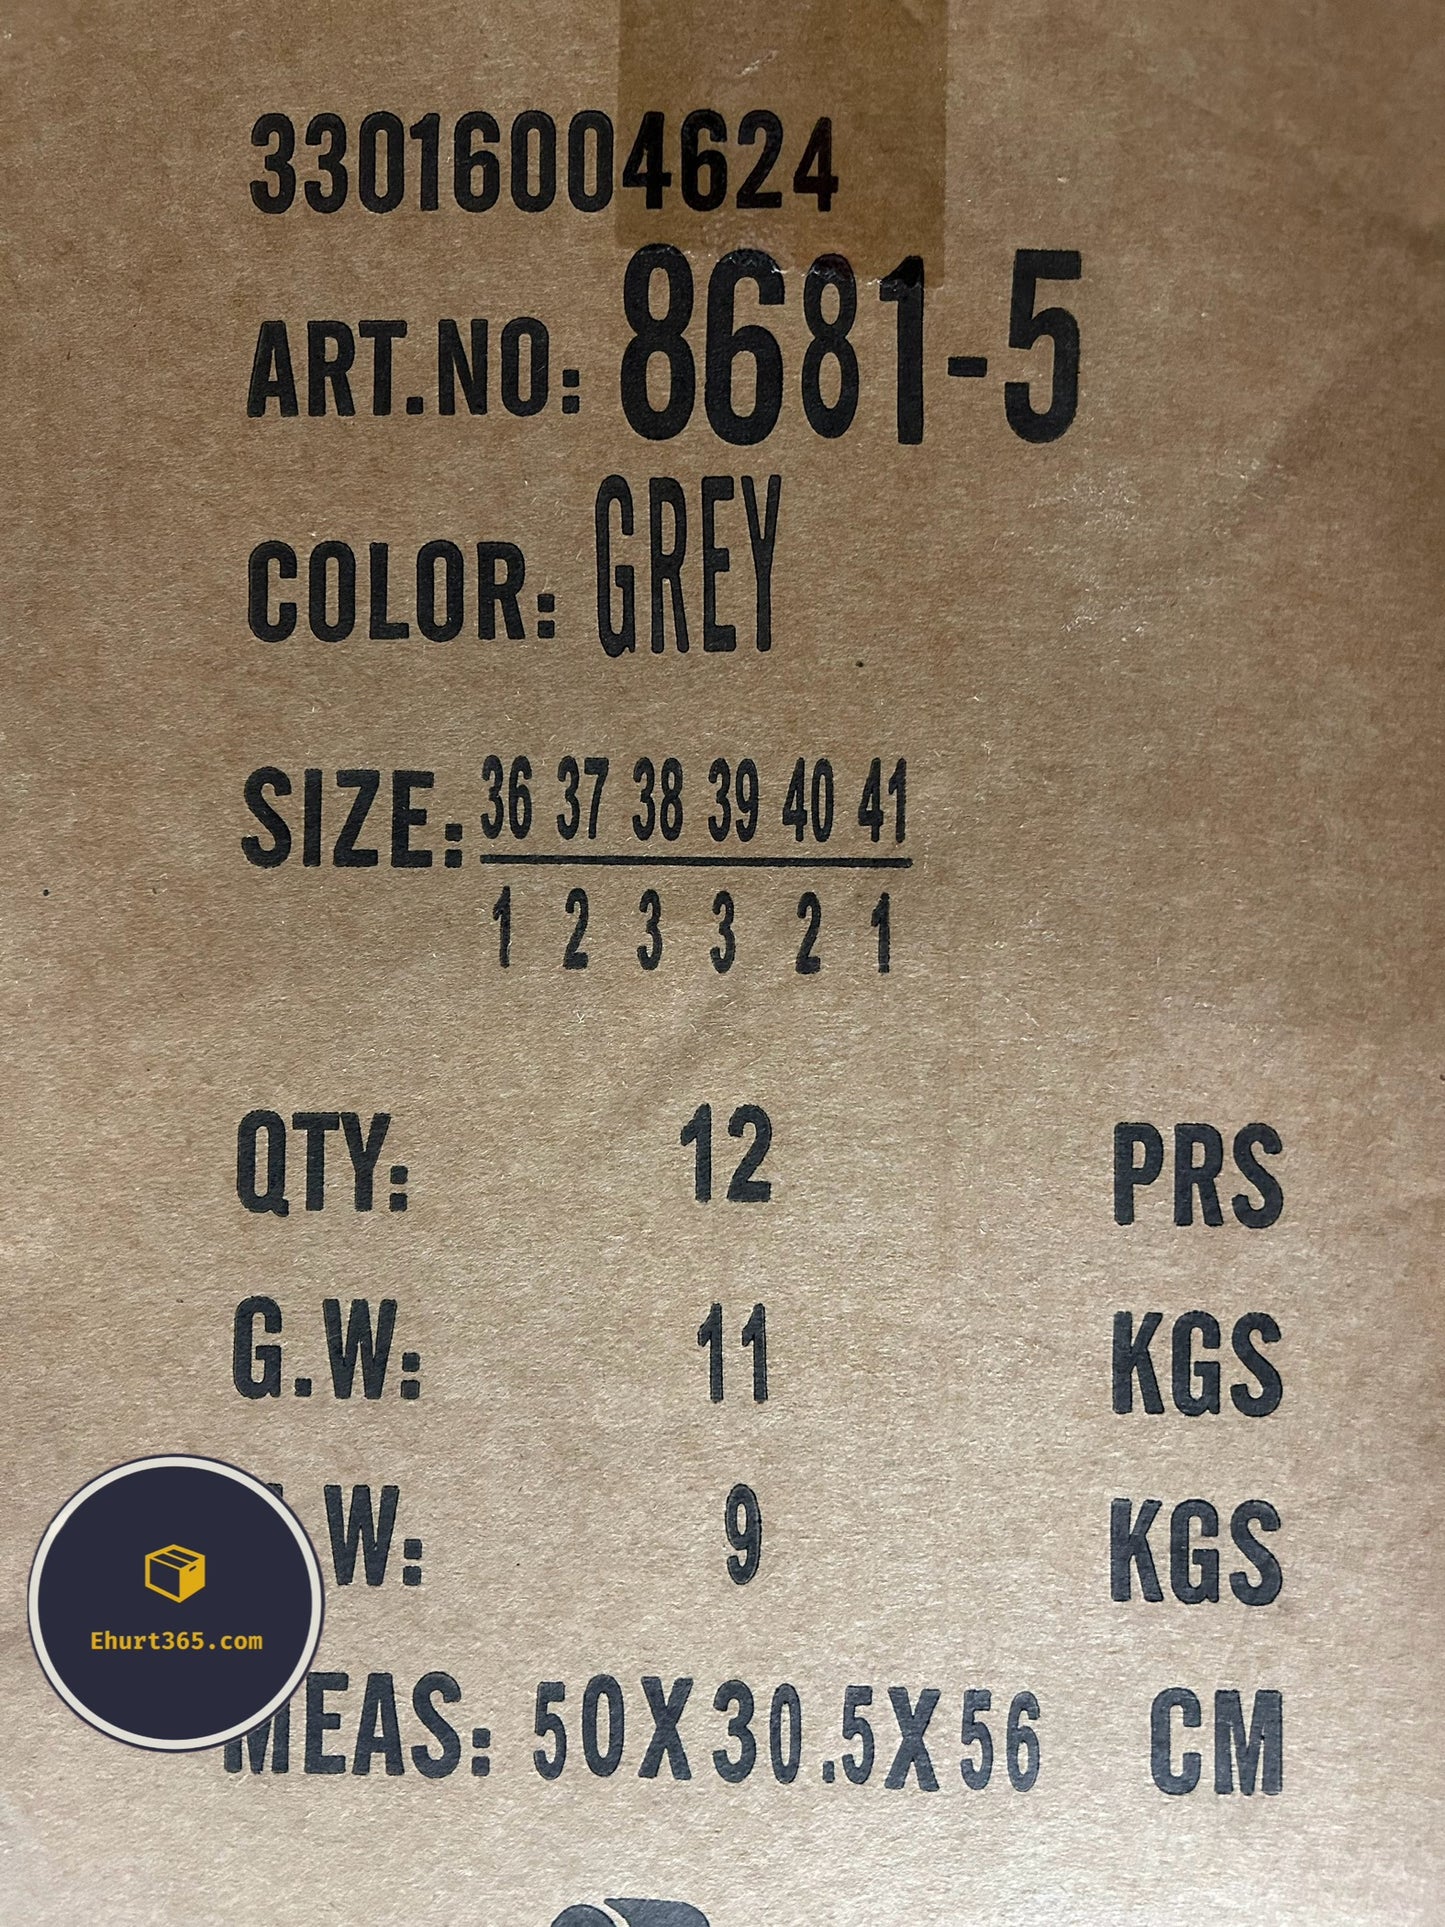 33016004624
ART.NO: 8681-5
COLOR: GREY
SIZE: 36 37 38 39 40 41
1 2 3 3 2 1
QTY: 12 PRS
G.W: 11 KGS
W: 9 KGS
Ehurt365.com
MEAS: 50X30.5X56 CM